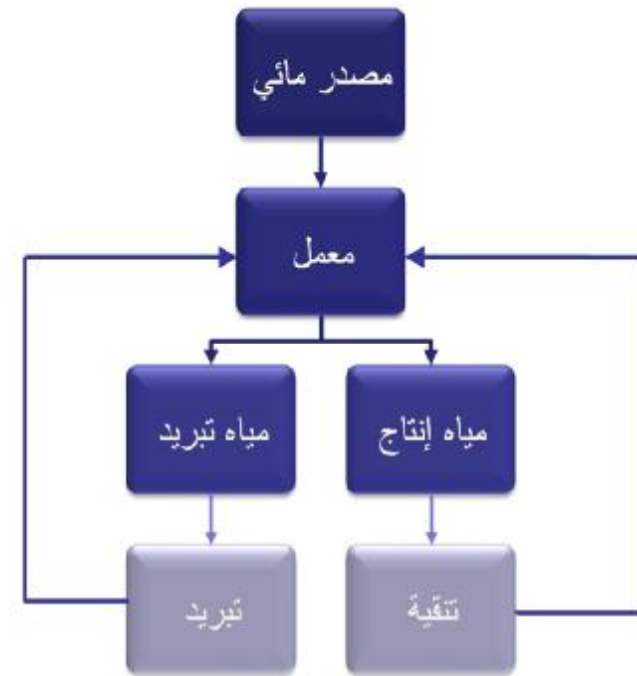 مصدر مائي
معمل
مياه إنتاج
مياه تبريد
تنقية
تبريد